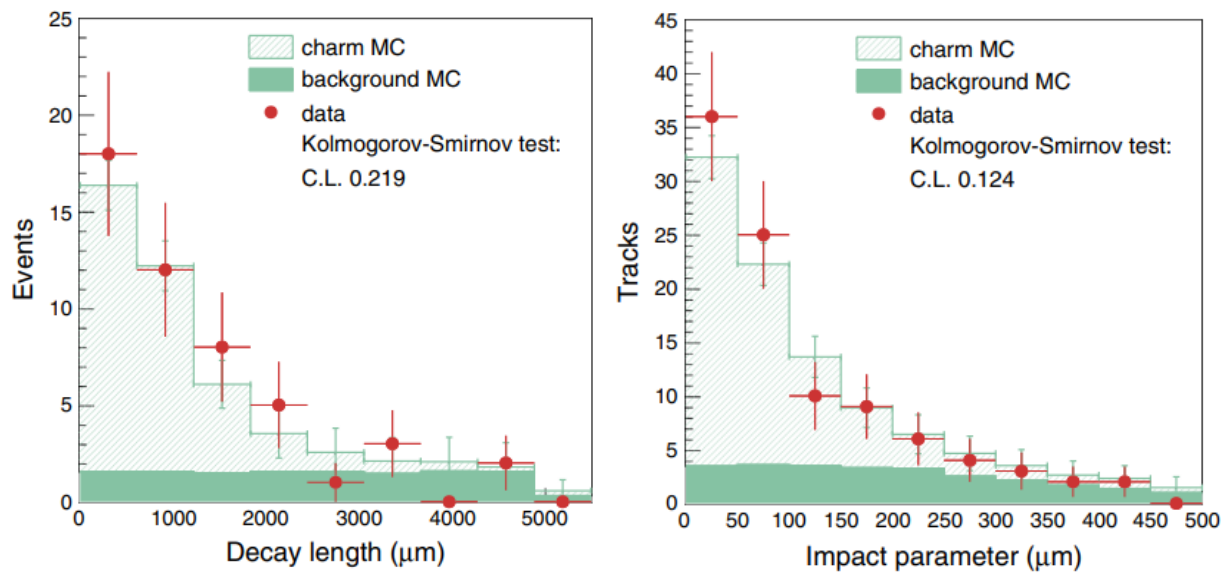 25
20
15
10
5
0
Events
charm MC
background MC
data
Kolmogorov-Smirnov test:
C.L. 0.219
0 1000 2000 3000 4000 5000
Decay length (μm)
45
40
35
30
25
20
15
10
5
0
Tracks
charm MC
background MC
data
Kolmogorov-Smirnov test:
C.L. 0.124
0 50 100 150 200 250 300 350 400 450 500
Impact parameter (μm)